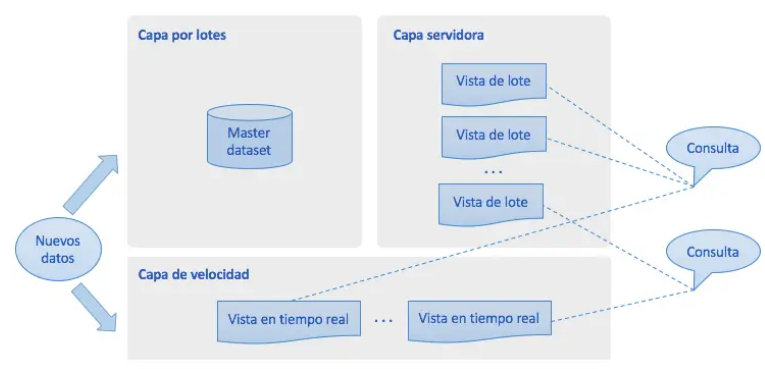 Capa por lotes
Capa servidora
Vista de lote
Master
dataset
Vista de lote
...
Vista de lote
Consulta
Nuevos
datos
Consulta
Capa de velocidad
Vista en tiempo real
...
Vista en tiempo real